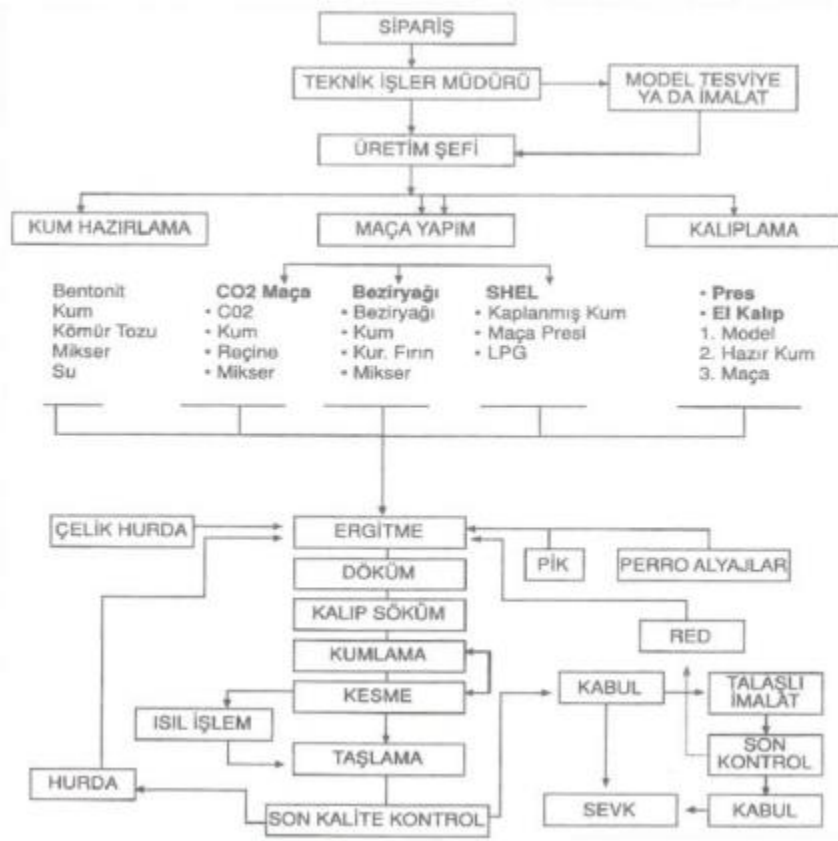 SİPARİŞ
TEKNİK İŞLER MÜDÜRÜ
MODEL TESVİYE
YA DA İMALAT
ÜRETİM ŞEFİ
KUM HAZIRLAMA
MAÇA YAPIM
KALIPLAMA
Bentonit
Kum
Kömür Tozu
Mikser
Su
CO2 Maça
• C02
• Kum
• Reçine
• Mikser
Beziryağı
• Beziryağı
• Kum
• Kur. Fırın
• Mikser
SHEL
• Kaplanmış Kum
• Maça Presi
• LPG
• Pres
• El Kalıp
1. Model
2. Hazır Kum
3. Maça
ÇELİK HURDA
ERGİTME
PİK
PERRO ALYAJLAR
DÖKÜM
KALIP SÖKÜM
RED
KUMLAMA
KESME
KABUL
TALAŞLI
İMALAT
ISIL İŞLEM
TAŞLAMA
SON
KONTROL
HURDA
SON KALİTE KONTROL
SEVK
KABUL